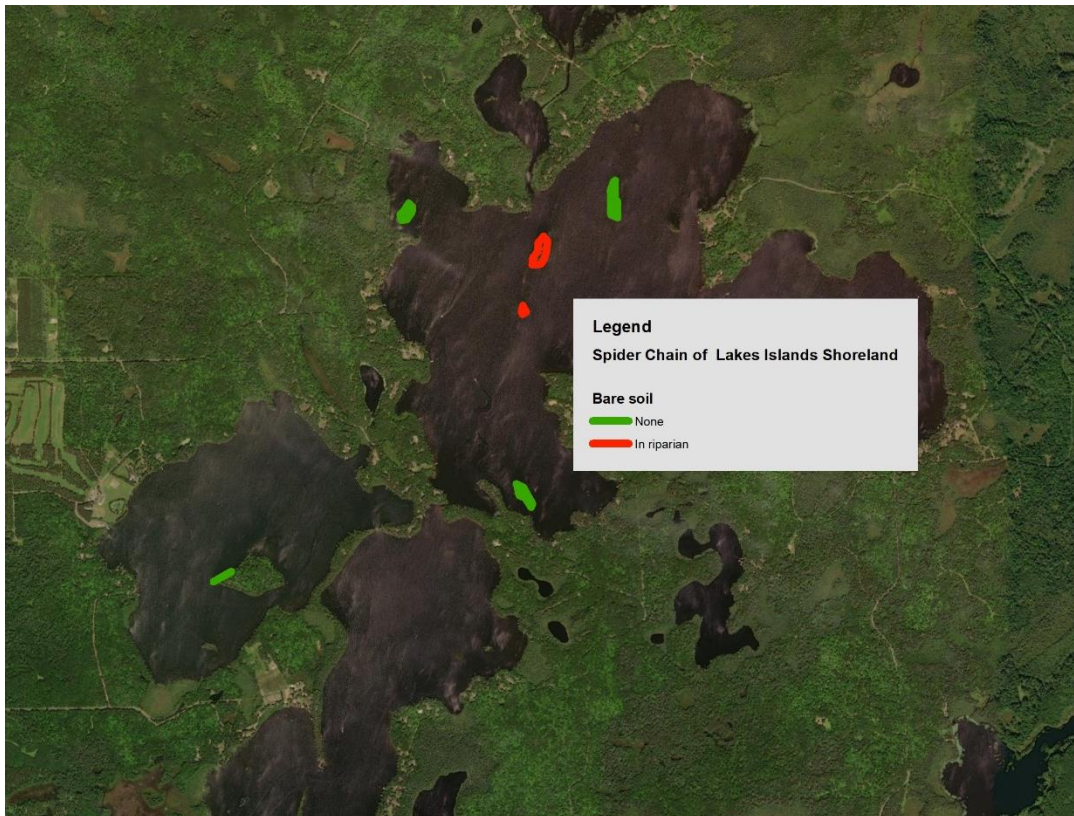 Legend
Spider Chain of  Lakes Islands Shoreland
Bare soil
None
In riparian